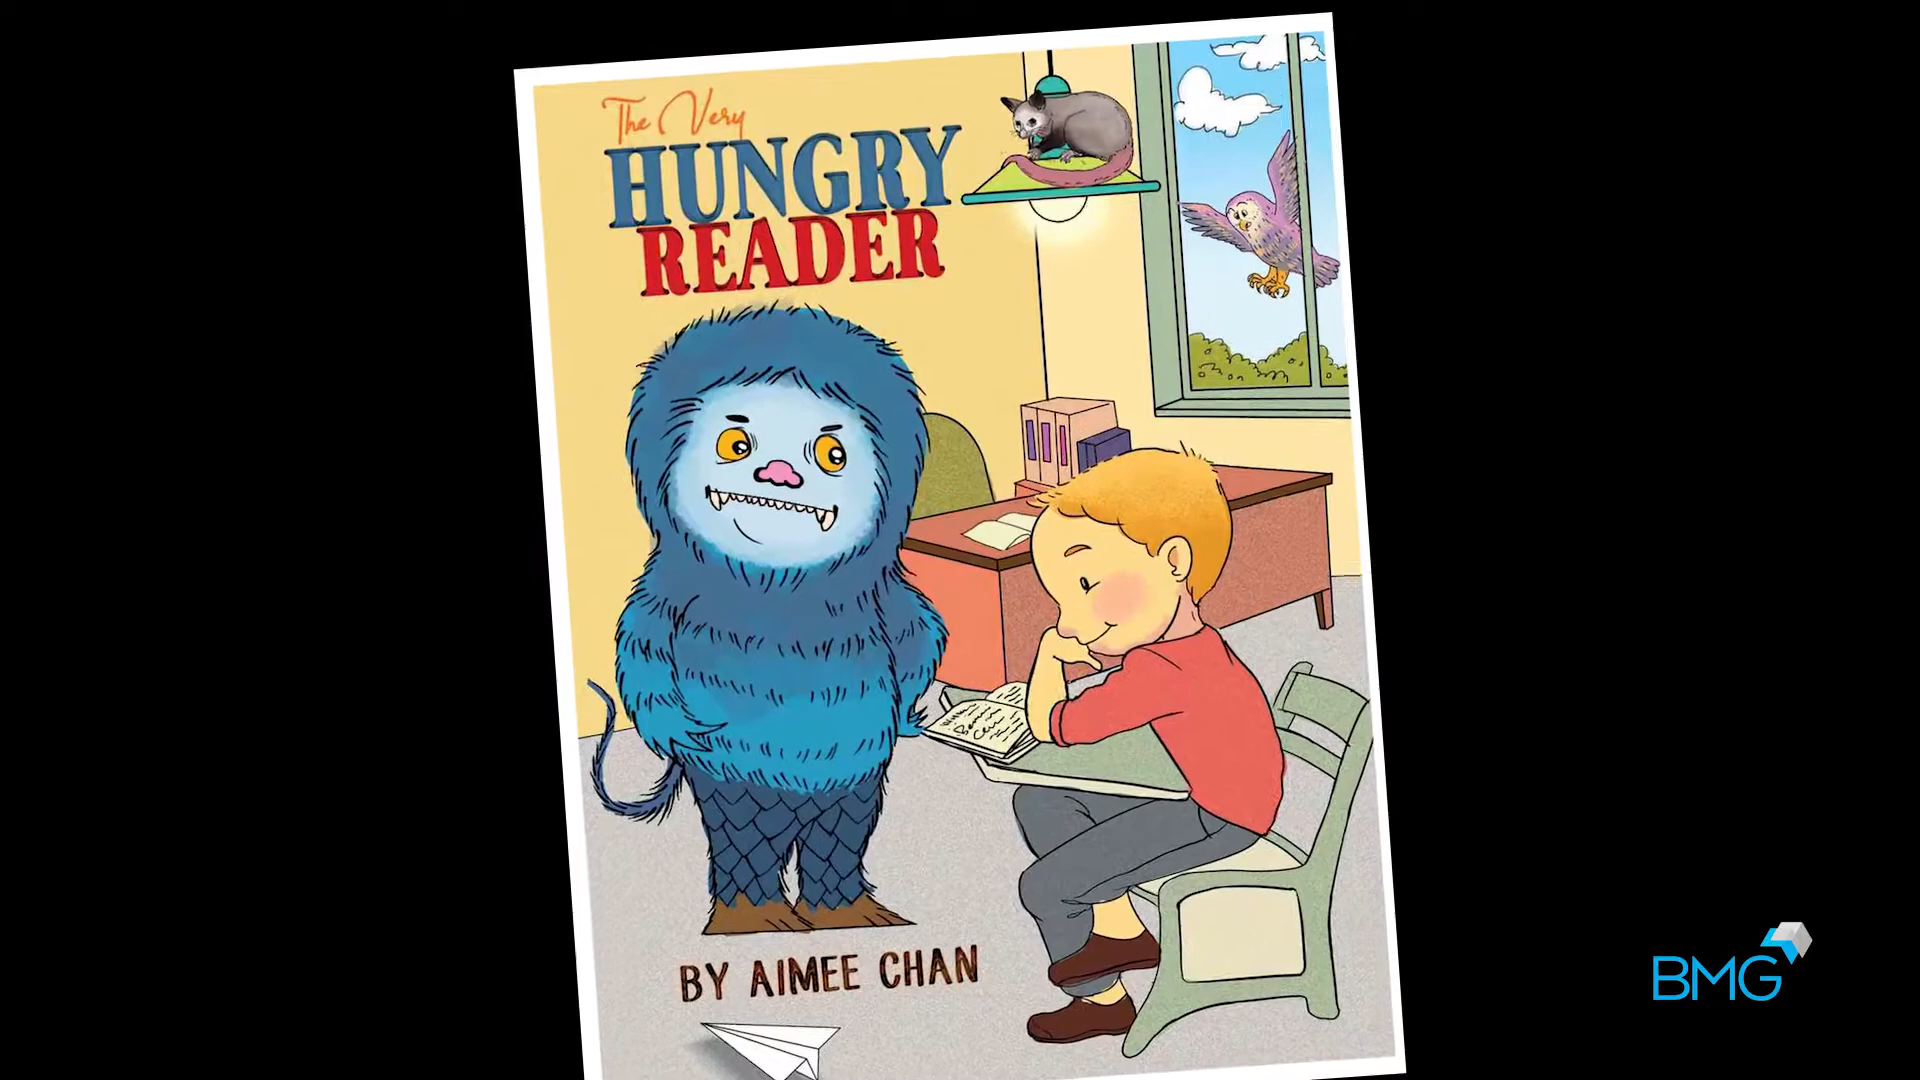 The Very
HUNGRY
READER
BY AIMEE CHAN
BMG